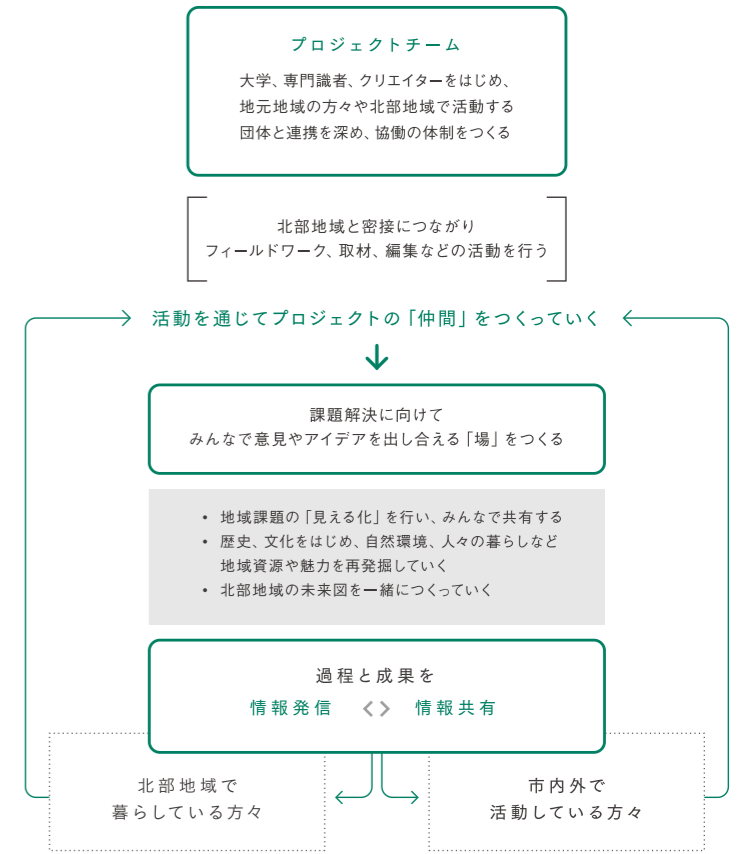 プロジェクトチーム
大学、専門識者、クリエイターをはじめ、
地元地域の方々や北部地域で活動する
団体と連携を深め、協働の体制をつくる
北部地域と密接につながり
フィールドワーク、取材、編集などの活動を行う
活動を通じてプロジェクトの「仲間」をつくっていく
課題解決に向けて
みんなで意見やアイデアを出し合える「場」をつくる
• 地域課題の「見える化」を行い、みんなで共有する
• 歴史、文化をはじめ、自然環境、人々の暮らしなど
地域資源や魅力を再発掘していく
• 北部地域の未来図を一緒につくっていく
過程と成果を
情報発信 <> 情報共有
北部地域で
暮らしている方々
市内外で
活動している方々